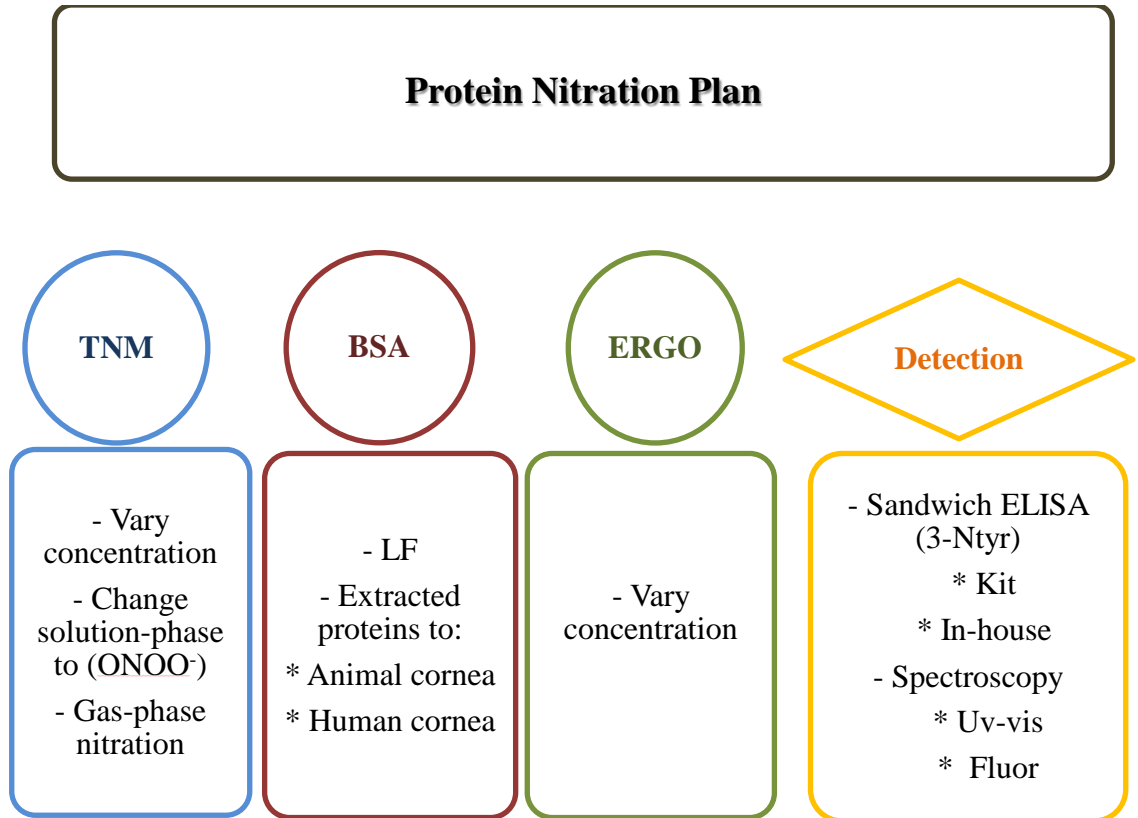 Protein Nitration Plan
TNM
BSA
ERGO
Detection
- Vary
concentration
- Change
solution-phase
to (ONOO⁻)
- Gas-phase
nitration
- LF
- Extracted
proteins to:
* Animal cornea
* Human cornea
- Vary
concentration
- Sandwich ELISA
(3-Ntyr)
* Kit
* In-house
- Spectroscopy
* Uv-vis
* Fluor